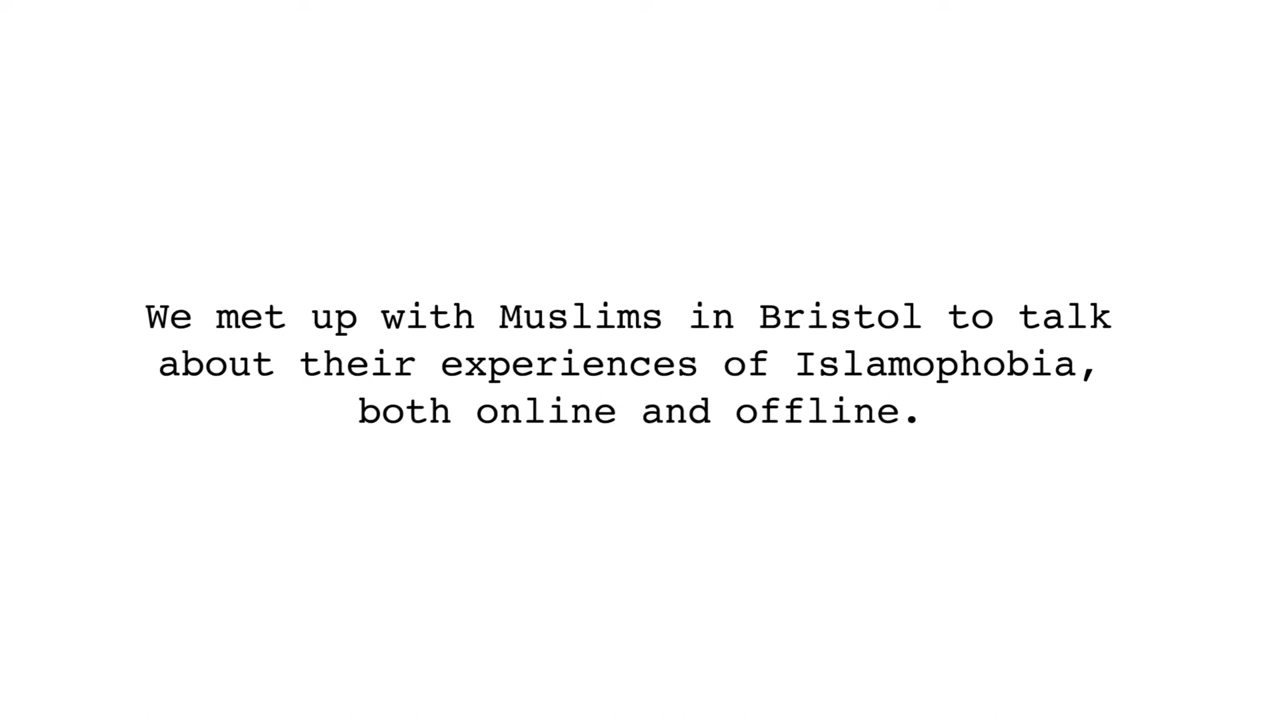 We met up with Muslims in Bristol to talk
about their experiences of Islamophobia,
both online and offline.